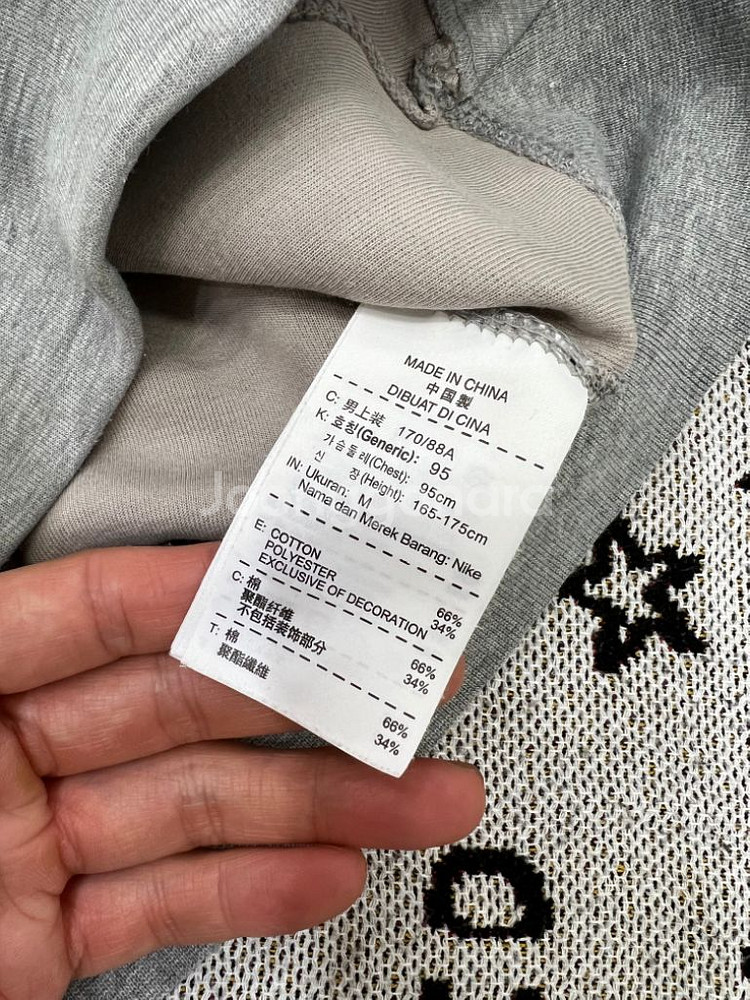 MADE IN CHINA
中国製
DIBUAT DI CINA
C: 男上装 170/88A
K: 호칭(Generic): 95
가슴둘레(Chest): 95cm
신 장(Height): 165-175cm
IN: Ukuran: M
Nama dan Merek Barang: Nike
E: COTTON 66%
POLYESTER 34%
EXCLUSIVE OF DECORATION
C: 棉 66%
聚酯纤维 34%
不包括装饰部分
T: 棉 66%
聚酯纖維 34%